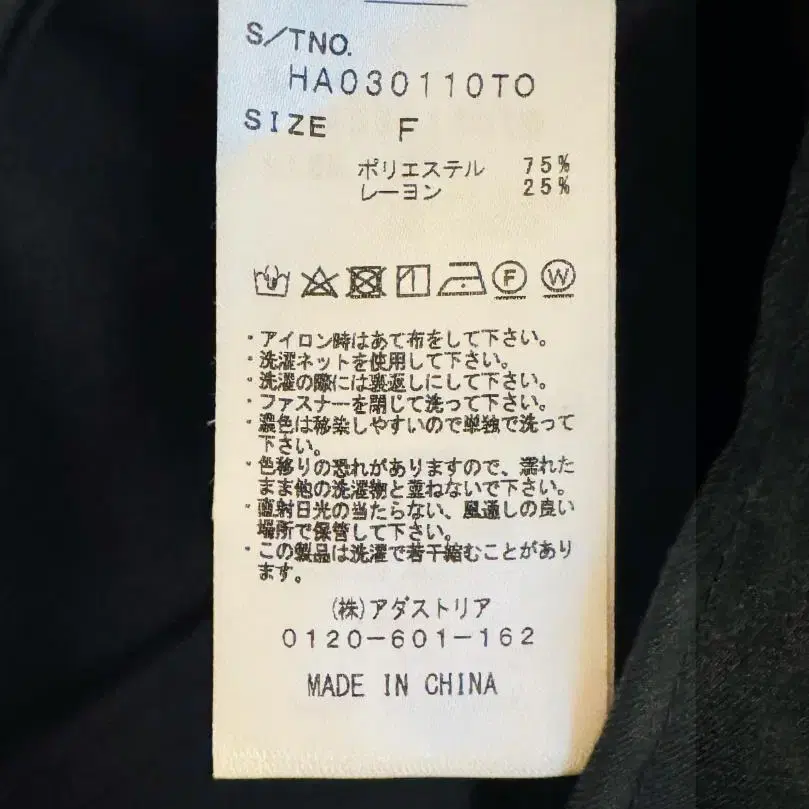 S/TNO.
HA030110TO
SIZE F
ポリエステル 75%
レーヨン 25%
F W
・アイロン時はあて布をして下さい。
・洗濯ネットを使用して下さい。
・洗濯の際には裏返しにして下さい。
・ファスナーを閉じて洗って下さい。
・濃色は移染しやすいので単独で洗って
下さい。
・色移りの恐れがありますので、濡れた
まま他の洗濯物と重ねないで下さい。
・直射日光の当たらない、風通しの良い
場所で保管して下さい。
・この製品は洗濯で若干縮むことがあり
ます。
(株)アダストリア
0120-601-162
MADE IN CHINA